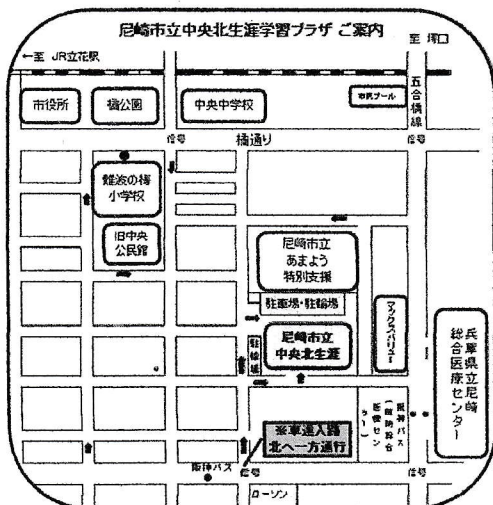 尼崎市立中央北生涯学習プラザ ご案内
至 塚口
←至 JR立花駅
市役所
橘公園
中央中学校
市民プール
五合橋線
信号
橘通り
信号
信号
難波の梅
小学校
旧中央
公民館
尼崎市立
あまよう
特別支援
駐車場・駐輪場
尼崎市立
中央北生涯
駐輪場
マックスバリュー
兵庫県立尼崎
総合医療センター
阪神バス
※車進入路
北へ一方通行
阪神バス
信号
信号
ローソン